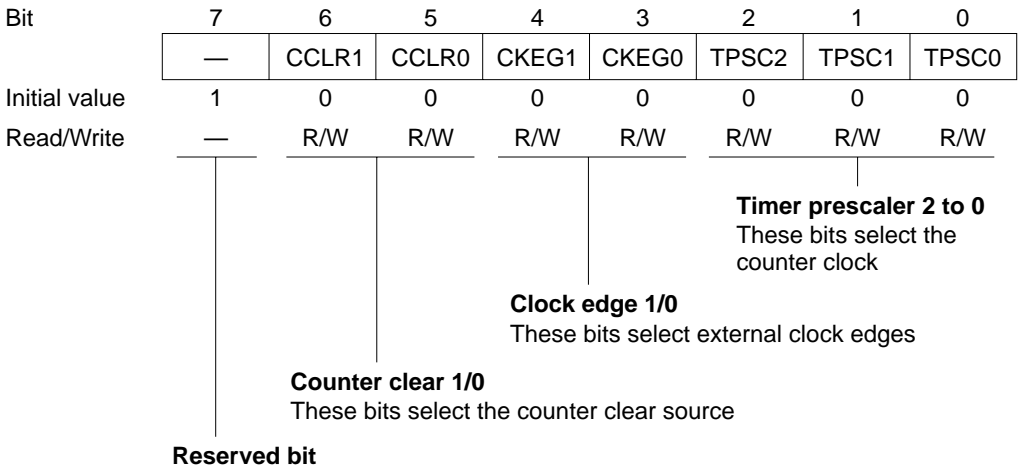 Bit 7 6 5 4 3 2 1 0
— CCLR1 CCLR0 CKEG1 CKEG0 TPSC2 TPSC1 TPSC0
Initial value 1 0 0 0 0 0 0 0
Read/Write — R/W R/W R/W R/W R/W R/W R/W
Timer prescaler 2 to 0
These bits select the
counter clock
Clock edge 1/0
These bits select external clock edges
Counter clear 1/0
These bits select the counter clear source
Reserved bit